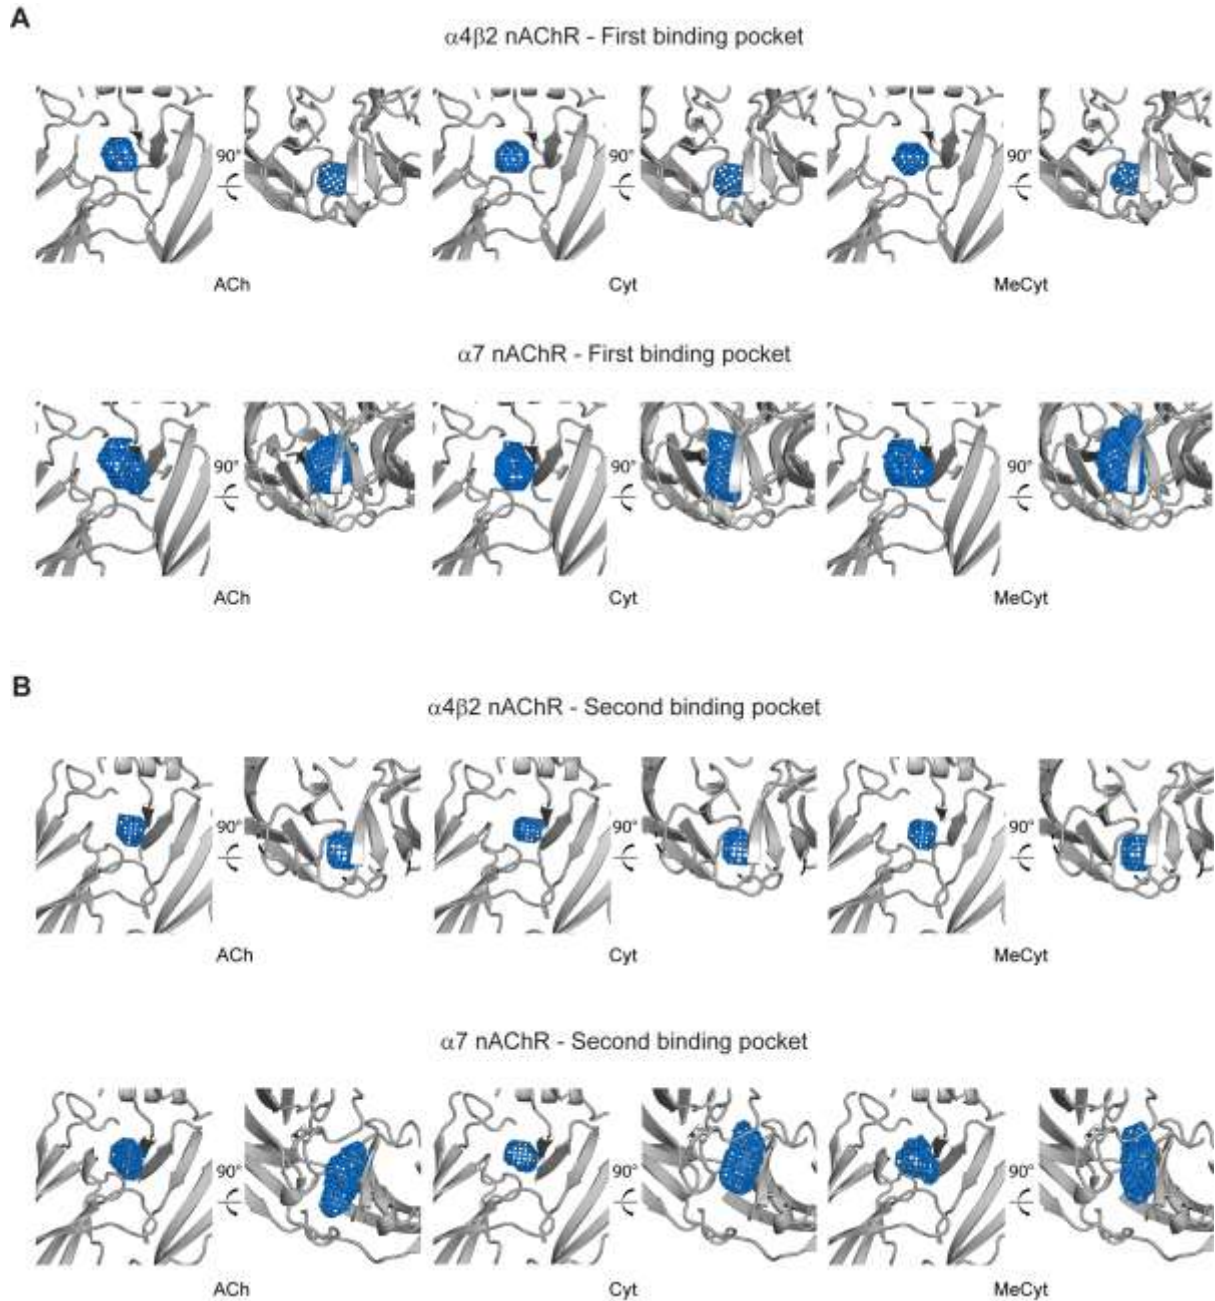 A
α4β2 nAChR - First binding pocket
90° 90° 90°
ACh Cyt MeCyt
α7 nAChR - First binding pocket
90° 90° 90°
ACh Cyt MeCyt
B
α4β2 nAChR - Second binding pocket
90° 90° 90°
ACh Cyt MeCyt
α7 nAChR - Second binding pocket
90° 90° 90°
ACh Cyt MeCyt